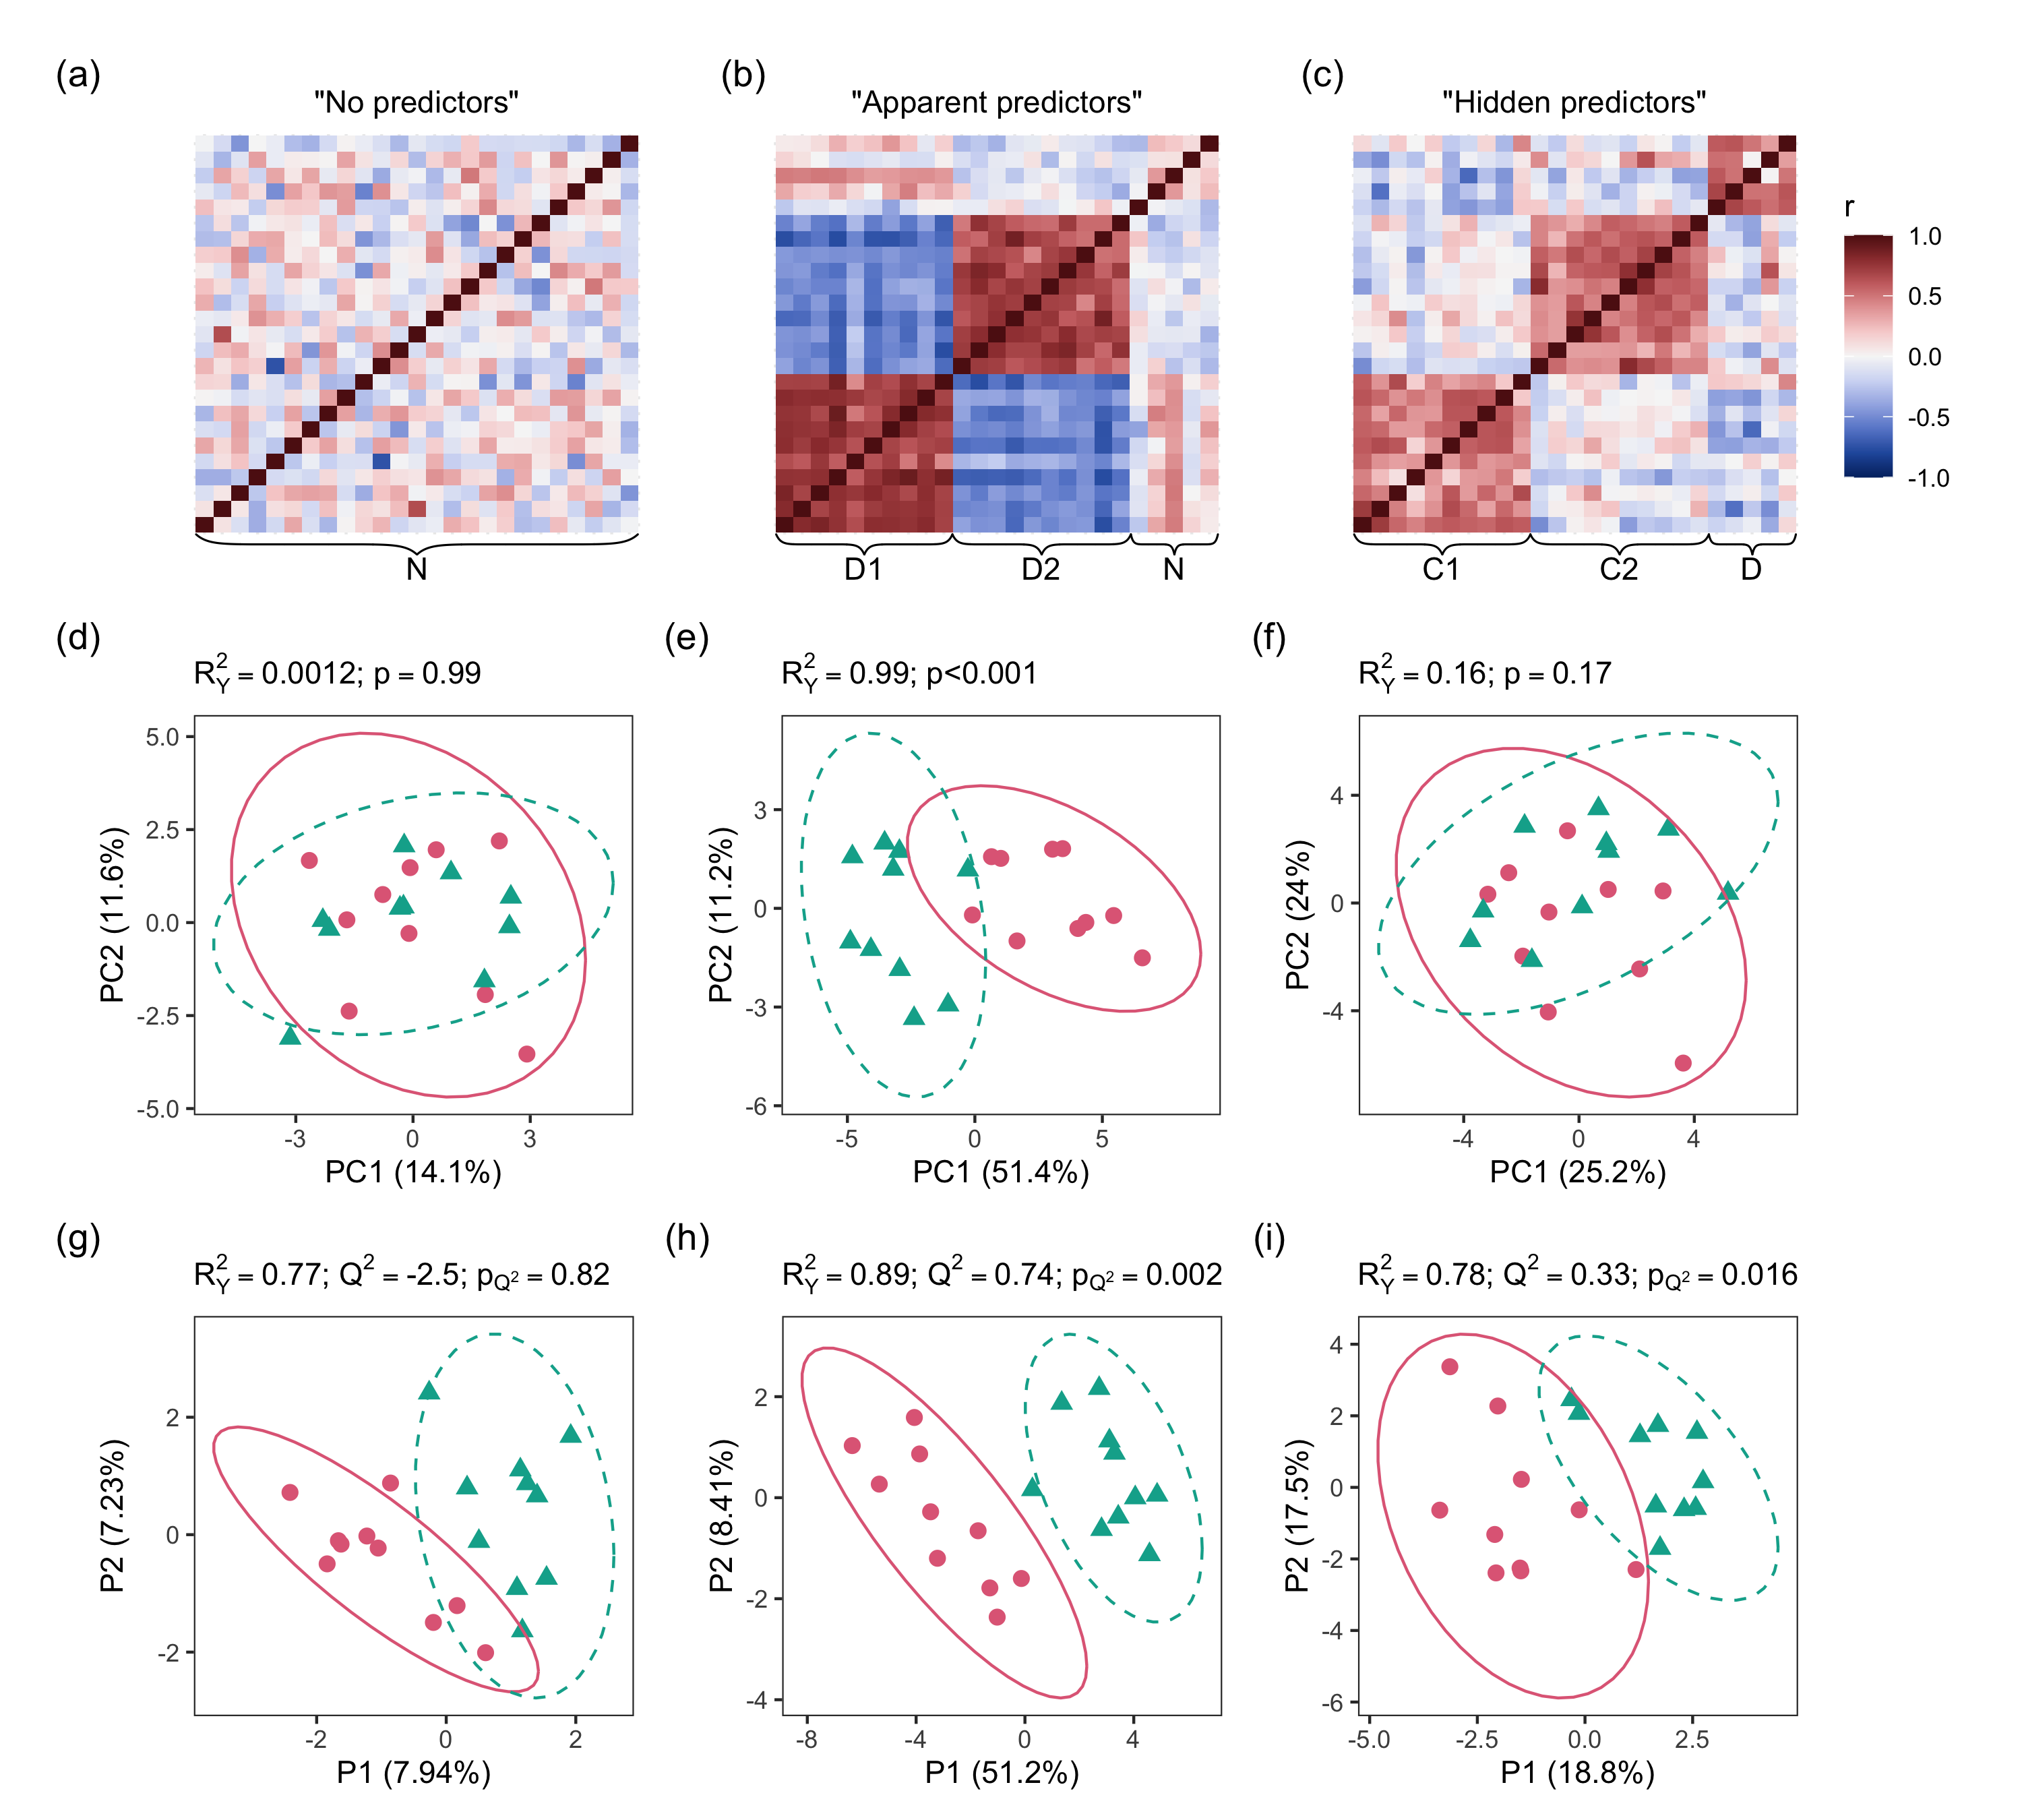 (a)
"No predictors"
N
(b)
"Apparent predictors"
D1 D2 N
(c)
"Hidden predictors"
C1 C2 D
r
1.0
0.5
0.0
-0.5
-1.0
(d)
R²Y = 0.0012; p = 0.99
PC2 (11.6%)
5.0
2.5
0.0
-2.5
-5.0
-3 0 3
PC1 (14.1%)
(e)
R²Y = 0.99; p<0.001
PC2 (11.2%)
3
0
-3
-6
-5 0 5
PC1 (51.4%)
(f)
R²Y = 0.16; p = 0.17
PC2 (24%)
4
0
-4
-4 0 4
PC1 (25.2%)
(g)
R²Y = 0.77; Q² = -2.5; pQ² = 0.82
P2 (7.23%)
2
0
-2
-2 0 2
P1 (7.94%)
(h)
R²Y = 0.89; Q² = 0.74; pQ² = 0.002
P2 (8.41%)
2
0
-2
-4
-8 -4 0 4
P1 (51.2%)
(i)
R²Y = 0.78; Q² = 0.33; pQ² = 0.016
P2 (17.5%)
4
2
0
-2
-4
-6
-5.0 -2.5 0.0 2.5
P1 (18.8%)